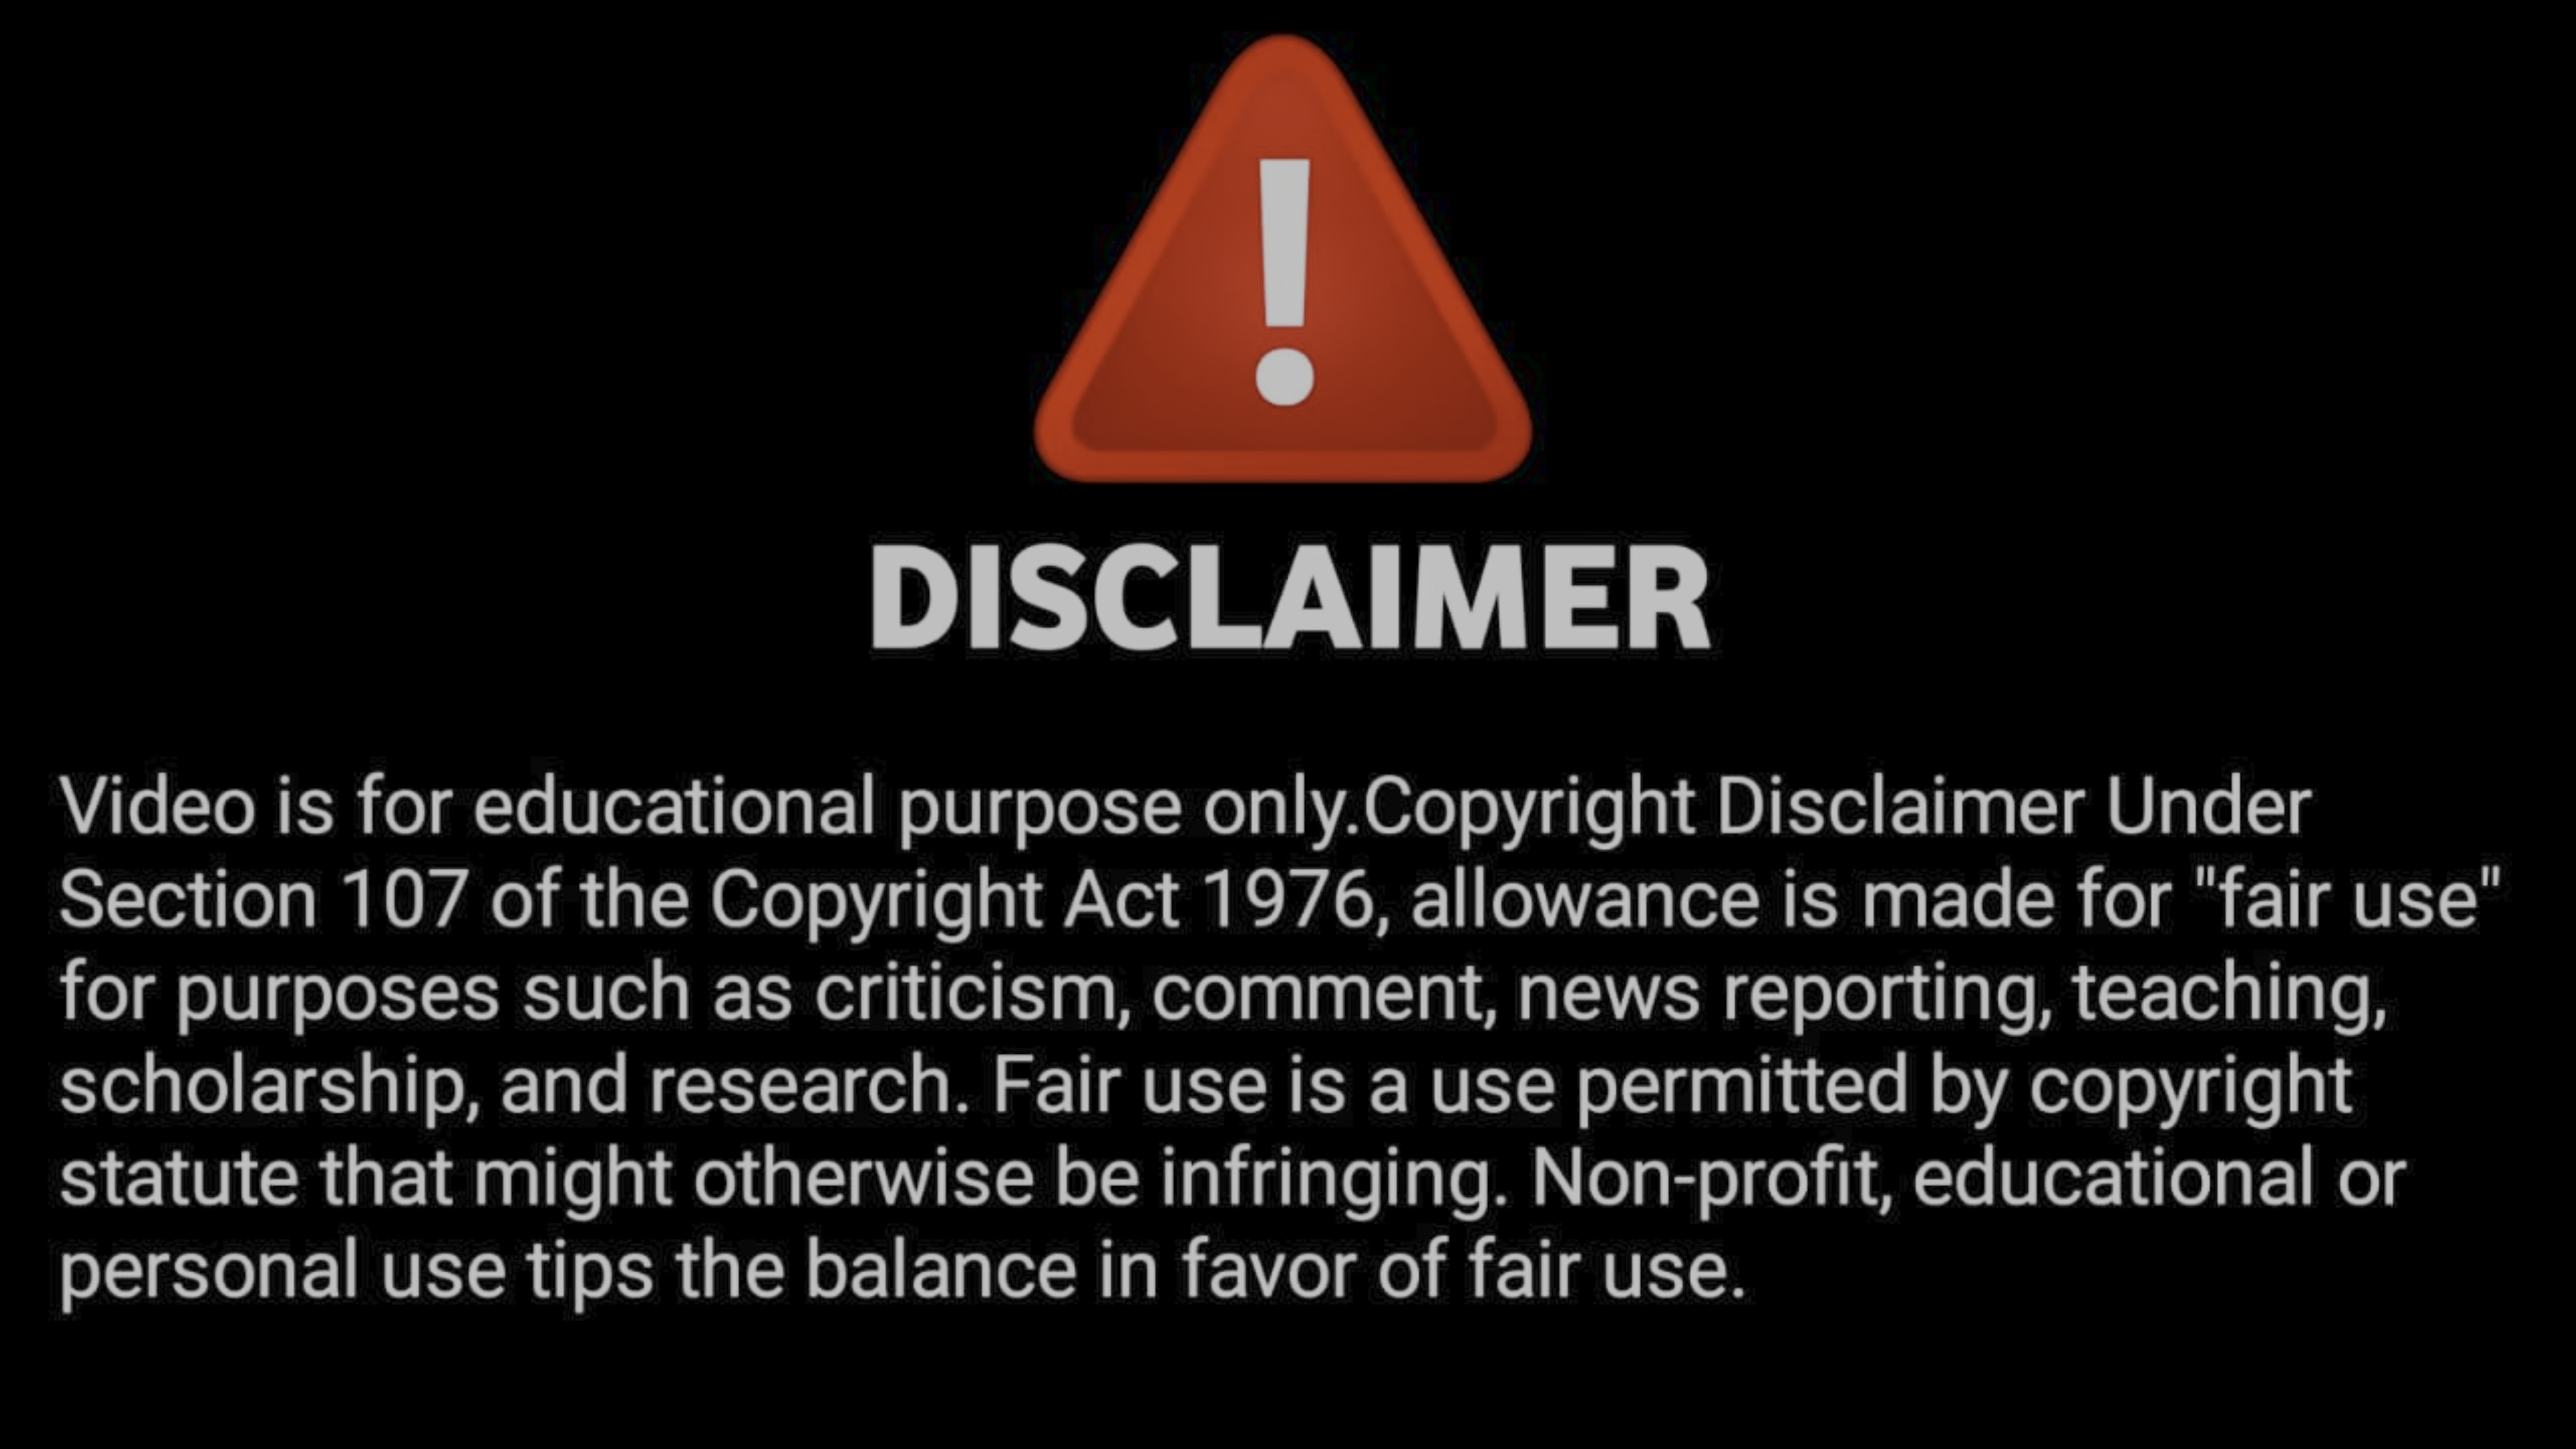 !
DISCLAIMER
Video is for educational purpose only.Copyright Disclaimer Under
Section 107 of the Copyright Act 1976, allowance is made for "fair use"
for purposes such as criticism, comment, news reporting, teaching,
scholarship, and research. Fair use is a use permitted by copyright
statute that might otherwise be infringing. Non-profit, educational or
personal use tips the balance in favor of fair use.